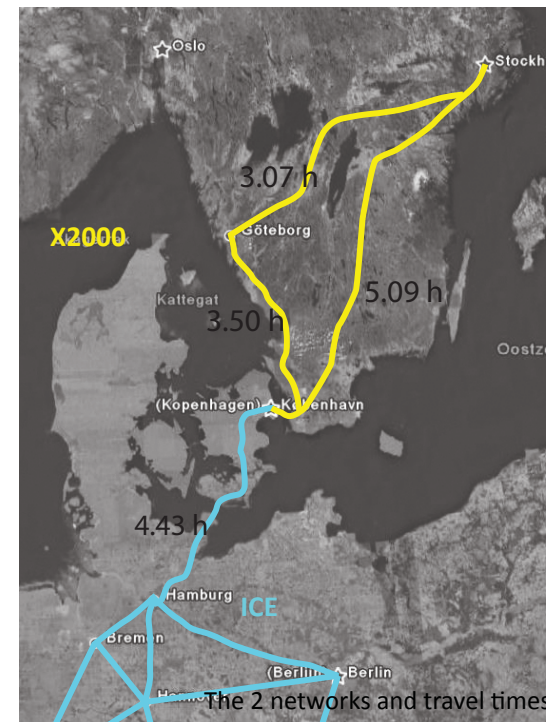 Oslo
Stockh
3.07 h
Göteborg
X2000
Kattegat
5.09 h
3.50 h
Oostze
(Kopenhagen) København
4.43 h
Hamburg
ICE
Bremen
(Berlijn) Berlin
The 2 networks and travel times